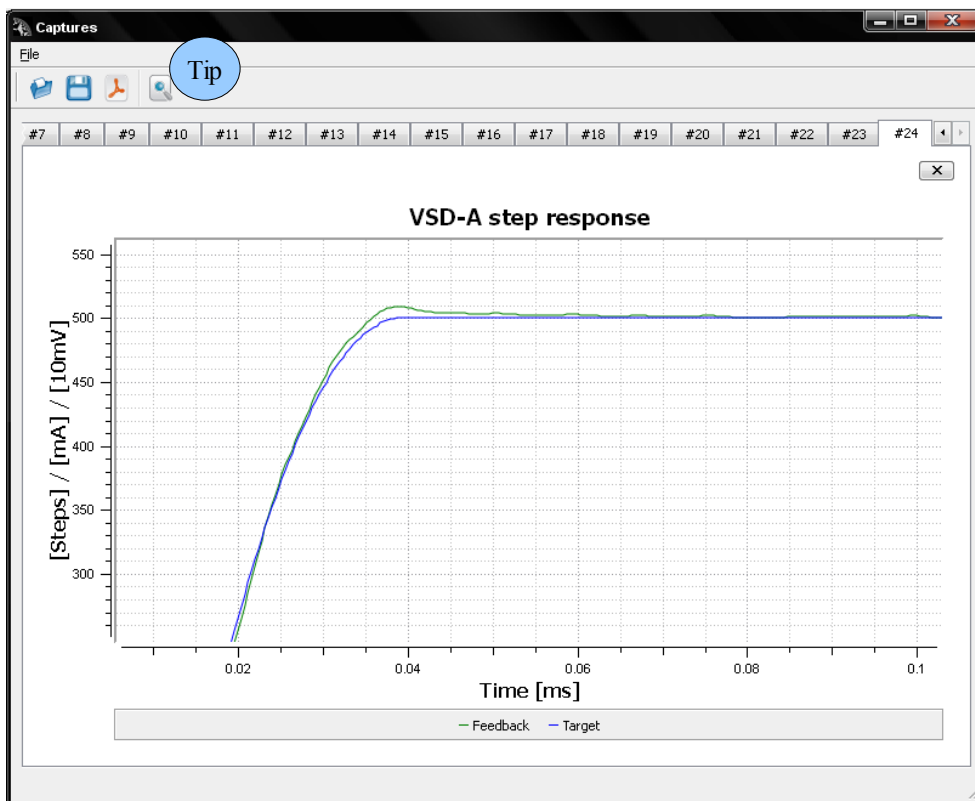 Captures
File
Tip
#7 #8 #9 #10 #11 #12 #13 #14 #15 #16 #17 #18 #19 #20 #21 #22 #23 #24
VSD-A step response
[Steps] / [mA] / [10mV]
550
500
450
400
350
300
0.02 0.04 0.06 0.08 0.1
Time [ms]
Feedback Target